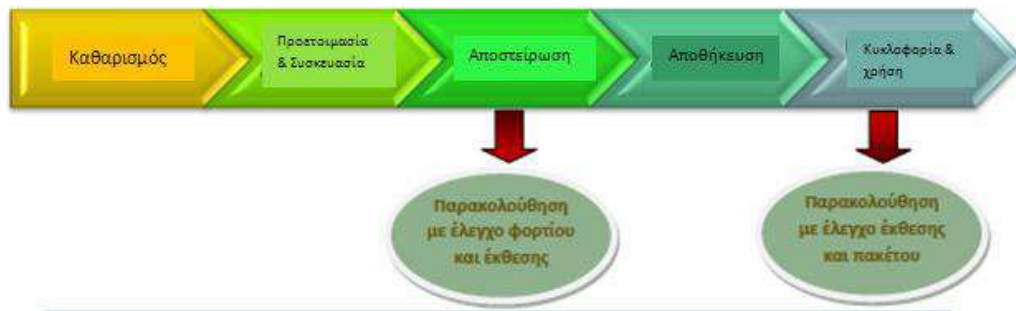 Καθαρισμός
Προετοιμασία
& Συσκευασία
Αποστείρωση
Αποθήκευση
Κυκλοφορία &
χρήση
Παρακολούθηση
με έλεγχο φορτίου
και έκθεσης
Παρακολούθηση
με έλεγχο έκθεσης
και πακέτου